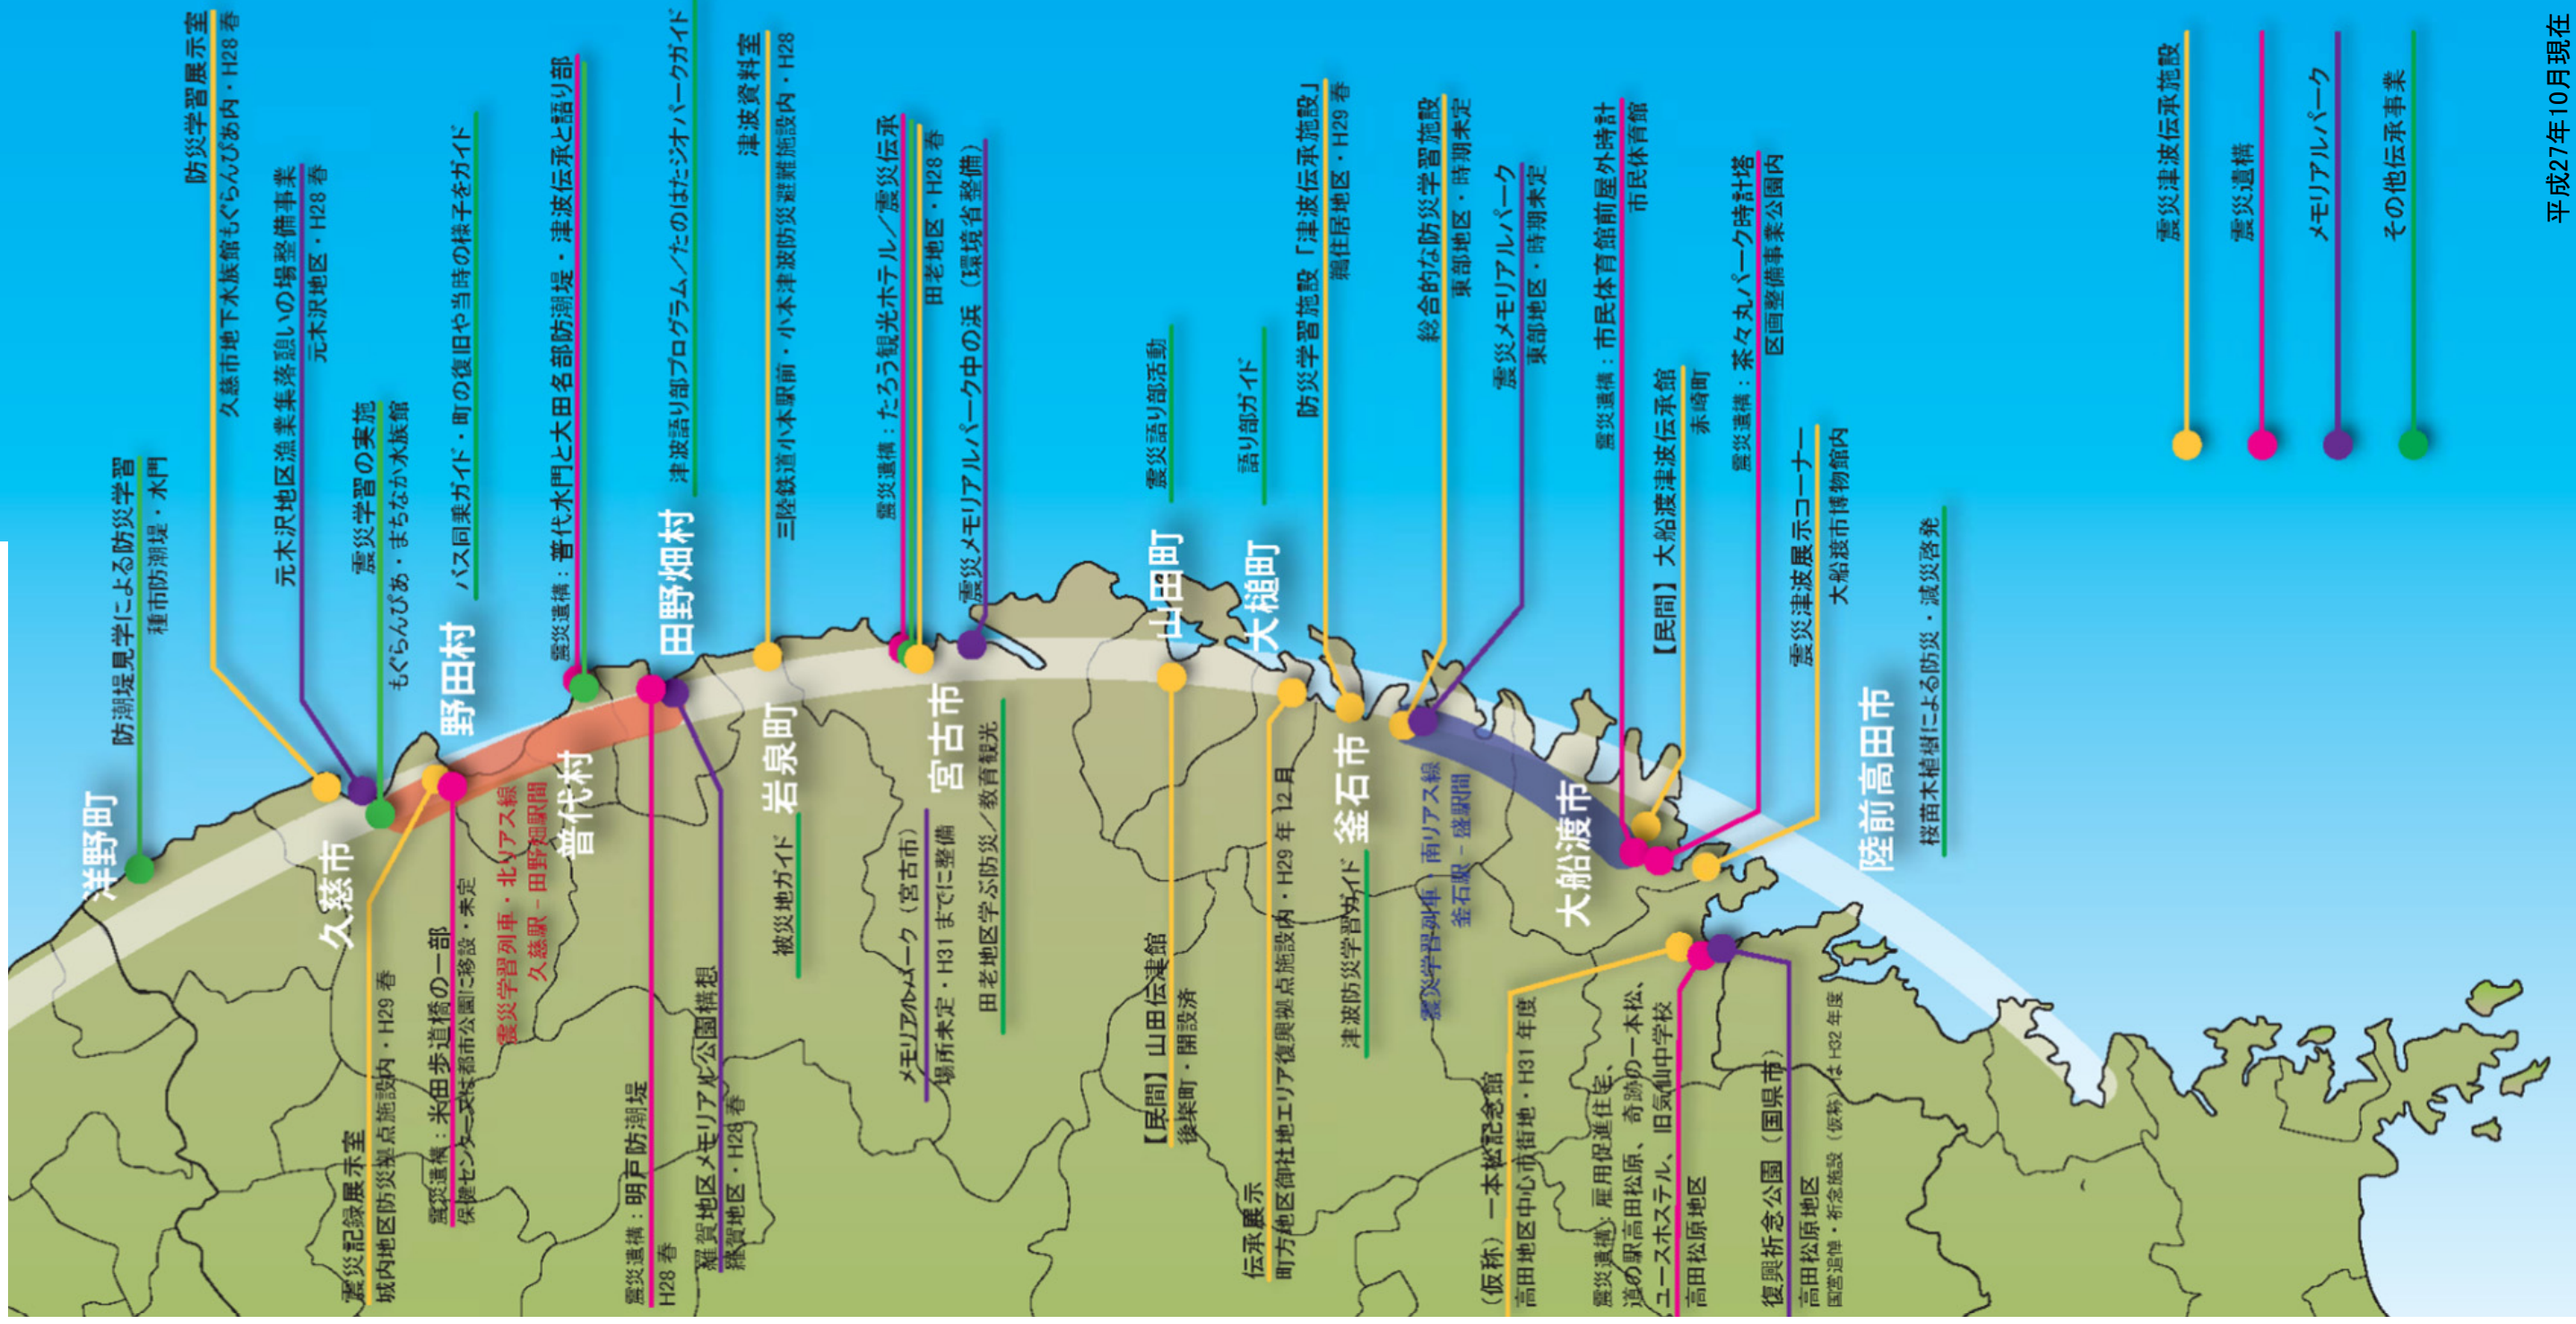 防潮堤見学による防災学習
種市防潮堤・水門
洋野町
防災学習展示室
久慈市地下水族館もぐらんぴあ内・H28 春
元木沢地区漁業集落憩いの場整備事業
元木沢地区・H28 春
震災学習の実施
もぐらんぴあ・まちなか水族館
久慈市
バス同乗ガイド・町の復旧や当時の様子をガイド
野田村
震災記録展示室
城内地区防災拠点施設内・H29 春
震災遺構：米田歩道橋の一部
保健センター又は都市公園に移設・未定
震災学習列車・北リアス線
久慈駅－田野畑駅間
震災遺構：普代水門と大田名部防潮堤・津波伝承と語り部
普代村
津波語り部プログラム／たのはたジオパークガイド
田野畑村
震災遺構：明戸防潮堤
H28 春
羅賀地区メモリアル公園構想
羅賀地区・H28 春
津波資料室
三陸鉄道小本駅前・小本津波防災避難施設内・H28
岩泉町
被災地ガイド
震災遺構：たろう観光ホテル／震災伝承
田老地区・H28 春
震災メモリアルパーク中の浜（環境省整備）
宮古市
メモリアルパーク（宮古市）
場所未定・H31 までに整備
田老地区学ぶ防災／教育観光
震災語り部活動
山田町
【民間】山田伝津館
後楽町・開設済
語り部ガイド
大槌町
伝承展示
町方地区御社地エリア復興拠点施設内・H29 年 12 月
防災学習施設「津波伝承施設」
鵜住居地区・H29 春
総合的な防災学習施設
東部地区・時期未定
震災メモリアルパーク
東部地区・時期未定
釜石市
津波防災学習ガイド
震災学習列車・南リアス線
釜石駅－盛駅間
震災遺構：市民体育館前屋外時計
市民体育館
【民間】大船渡津波伝承館
赤崎町
震災遺構：茶々丸パーク時計塔
区画整備事業公園内
震災津波展示コーナー
大船渡市博物館内
大船渡市
陸前高田市
桜苗木植樹による防災・減災啓発
（仮称）一本松記念館
高田地区中心市街地・H31 年度
震災遺構：雇用促進住宅、
道の駅高田松原、奇跡の一本松、
ユースホステル、旧気仙中学校
高田松原地区
復興祈念公園（国県市）
高田松原地区
国営追悼・祈念施設（仮称）は H32 年度
震災津波伝承施設
震災遺構
メモリアルパーク
その他伝承事業
平成27年10月現在